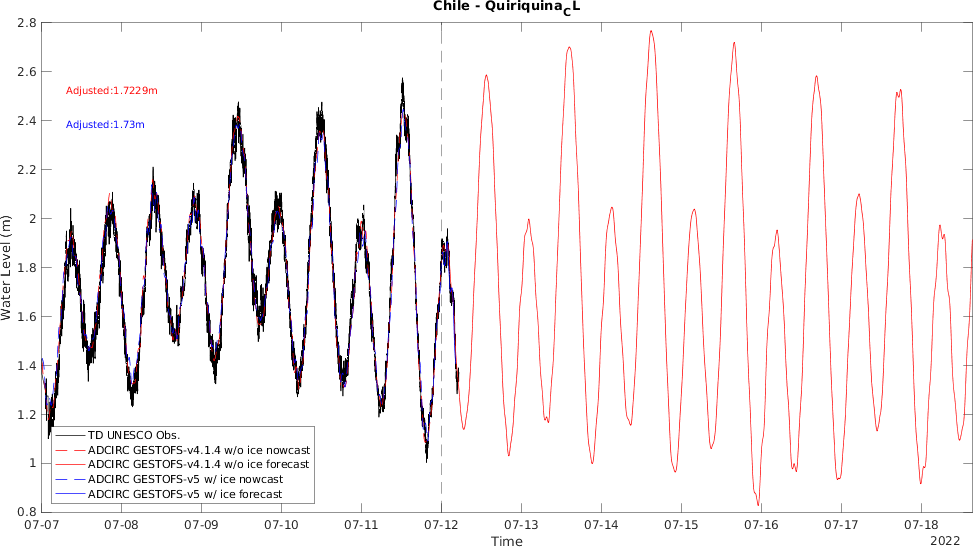 Chile - Quiriquina_CL
2.8
2.6
2.4
2.2
2
1.8
1.6
1.4
1.2
1
0.8
Water Level (m)
Adjusted:1.7229m
Adjusted:1.73m
TD UNESCO Obs.
ADCIRC GESTOFS-v4.1.4 w/o ice nowcast
ADCIRC GESTOFS-v4.1.4 w/o ice forecast
ADCIRC GESTOFS-v5 w/ ice nowcast
ADCIRC GESTOFS-v5 w/ ice forecast
07-07 07-08 07-09 07-10 07-11 07-12 07-13 07-14 07-15 07-16 07-17 07-18
Time
2022